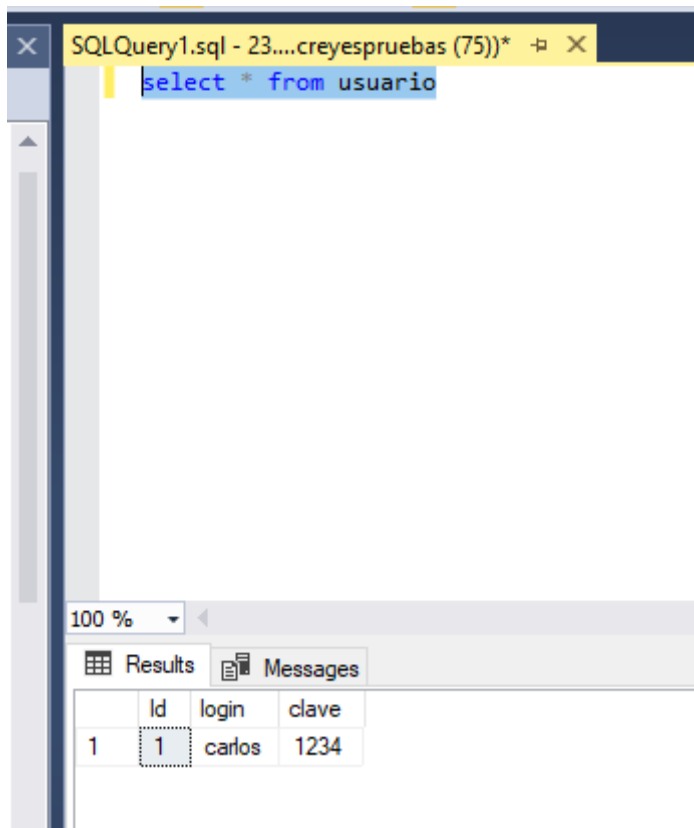 SQLQuery1.sql - 23....creyespruebas (75))*
select * from usuario
100 %
Results Messages
Id login clave
1 1 carlos 1234